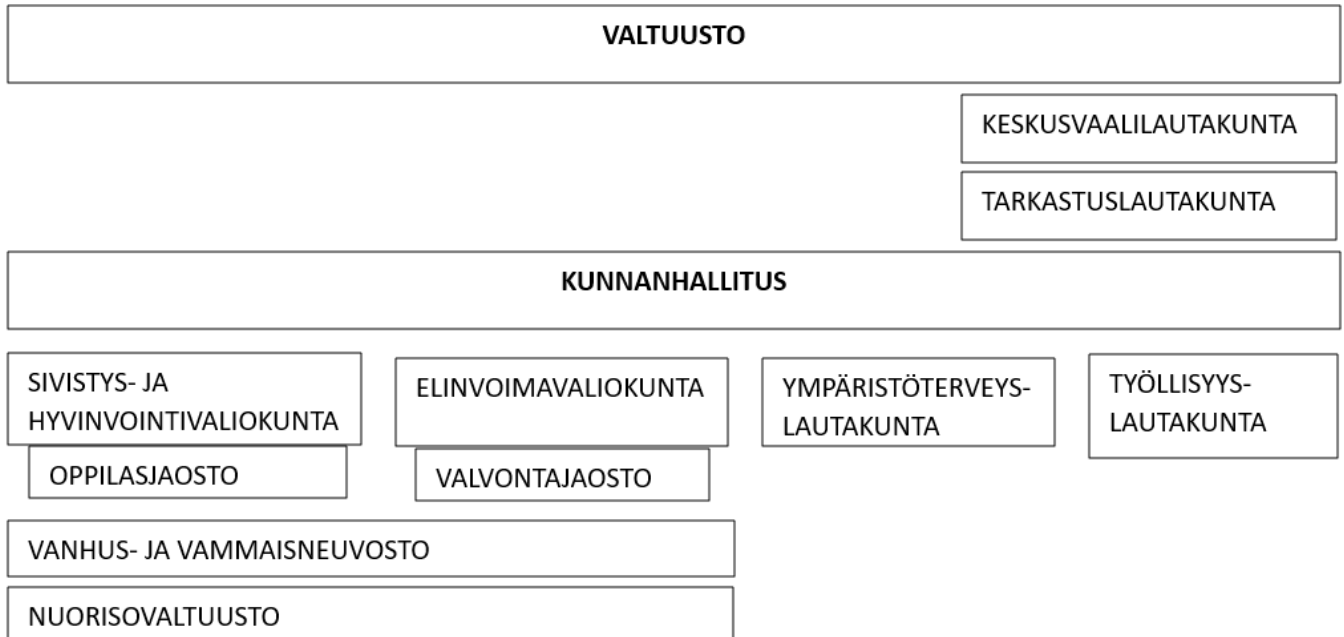 VALTUUSTO
KESKUSVAALILAUTAKUNTA
TARKASTUSLAUTAKUNTA
KUNNANHALLITUS
SIVISTYS- JA
HYVINVOINTIVALIOKUNTA
OPPILASJAOSTO
ELINVOIMAVALIOKUNTA
VALVONTAJAOSTO
YMPÄRISTÖTERVEYS-
LAUTAKUNTA
TYÖLLISYYS-
LAUTAKUNTA
VANHUS- JA VAMMAISNEUVOSTO
NUORISOVALTUUSTO